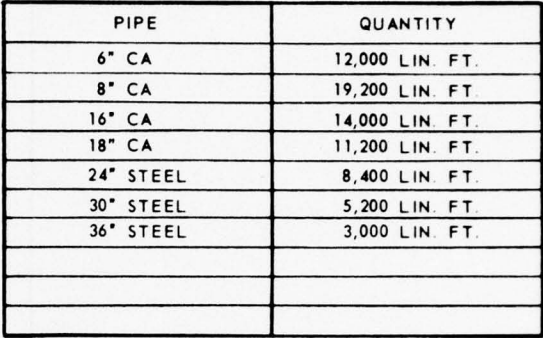 PIPE QUANTITY
6" CA 12,000 LIN. FT.
8" CA 19,200 LIN. FT.
16" CA 14,000 LIN. FT.
18" CA 11,200 LIN. FT.
24" STEEL 8,400 LIN. FT.
30" STEEL 5,200 LIN. FT.
36" STEEL 3,000 LIN. FT.